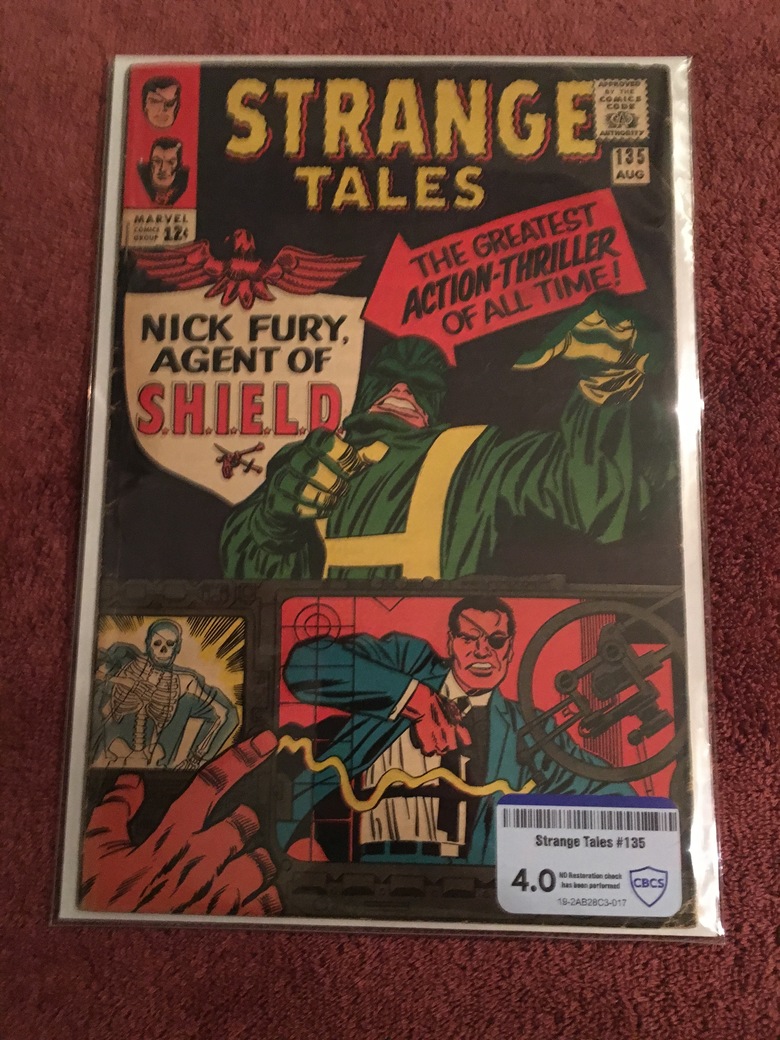 STRANGE
TALES
APPROVED
BY THE
COMICS
CODE
AUTHORITY
135
AUG
MARVEL
COMICS
GROUP 12¢
THE GREATEST
ACTION-THRILLER
OF ALL TIME!
NICK FURY,
AGENT OF
S.H.I.E.L.D.
H
Strange Tales #135
4.0
NO Restoration check
has been performed
CBCS
18-2AB28C3-017